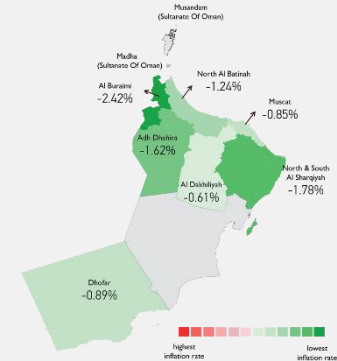 Musandam
(Sultanate Of Oman)
Madha
(Sultanate Of Oman)
Al Buraimi
-2.42%
North Al Batinah
-1.24%
Muscat
-0.85%
Adh Dhahira
-1.62%
North & South
Al Sharqiyah
-1.78%
Al Dakhiliyah
-0.61%
Dhofar
-0.89%
highest
inflation rate
lowest
inflation rate